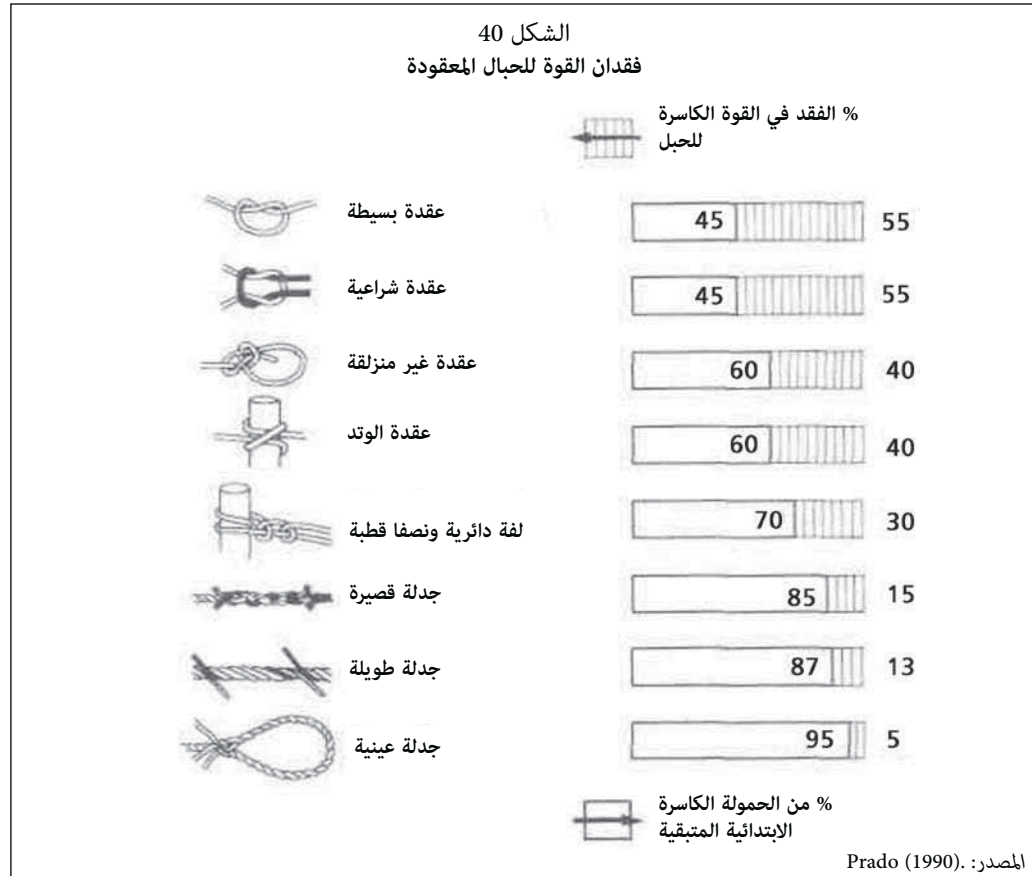 الشكل 40
فقدان القوة للحبال المعقودة
% الفقد في القوة الكاسرة
للحبل
عقدة بسيطة 45 55
عقدة شراعية 45 55
عقدة غير منزلقة 60 40
عقدة الوتد 60 40
لفة دائرية ونصفا قطبة 70 30
جدلة قصيرة 85 15
جدلة طويلة 87 13
جدلة عينية 95 5
% من الحمولة الكاسرة
الابتدائية المتبقية
المصدر: Prado (1990).